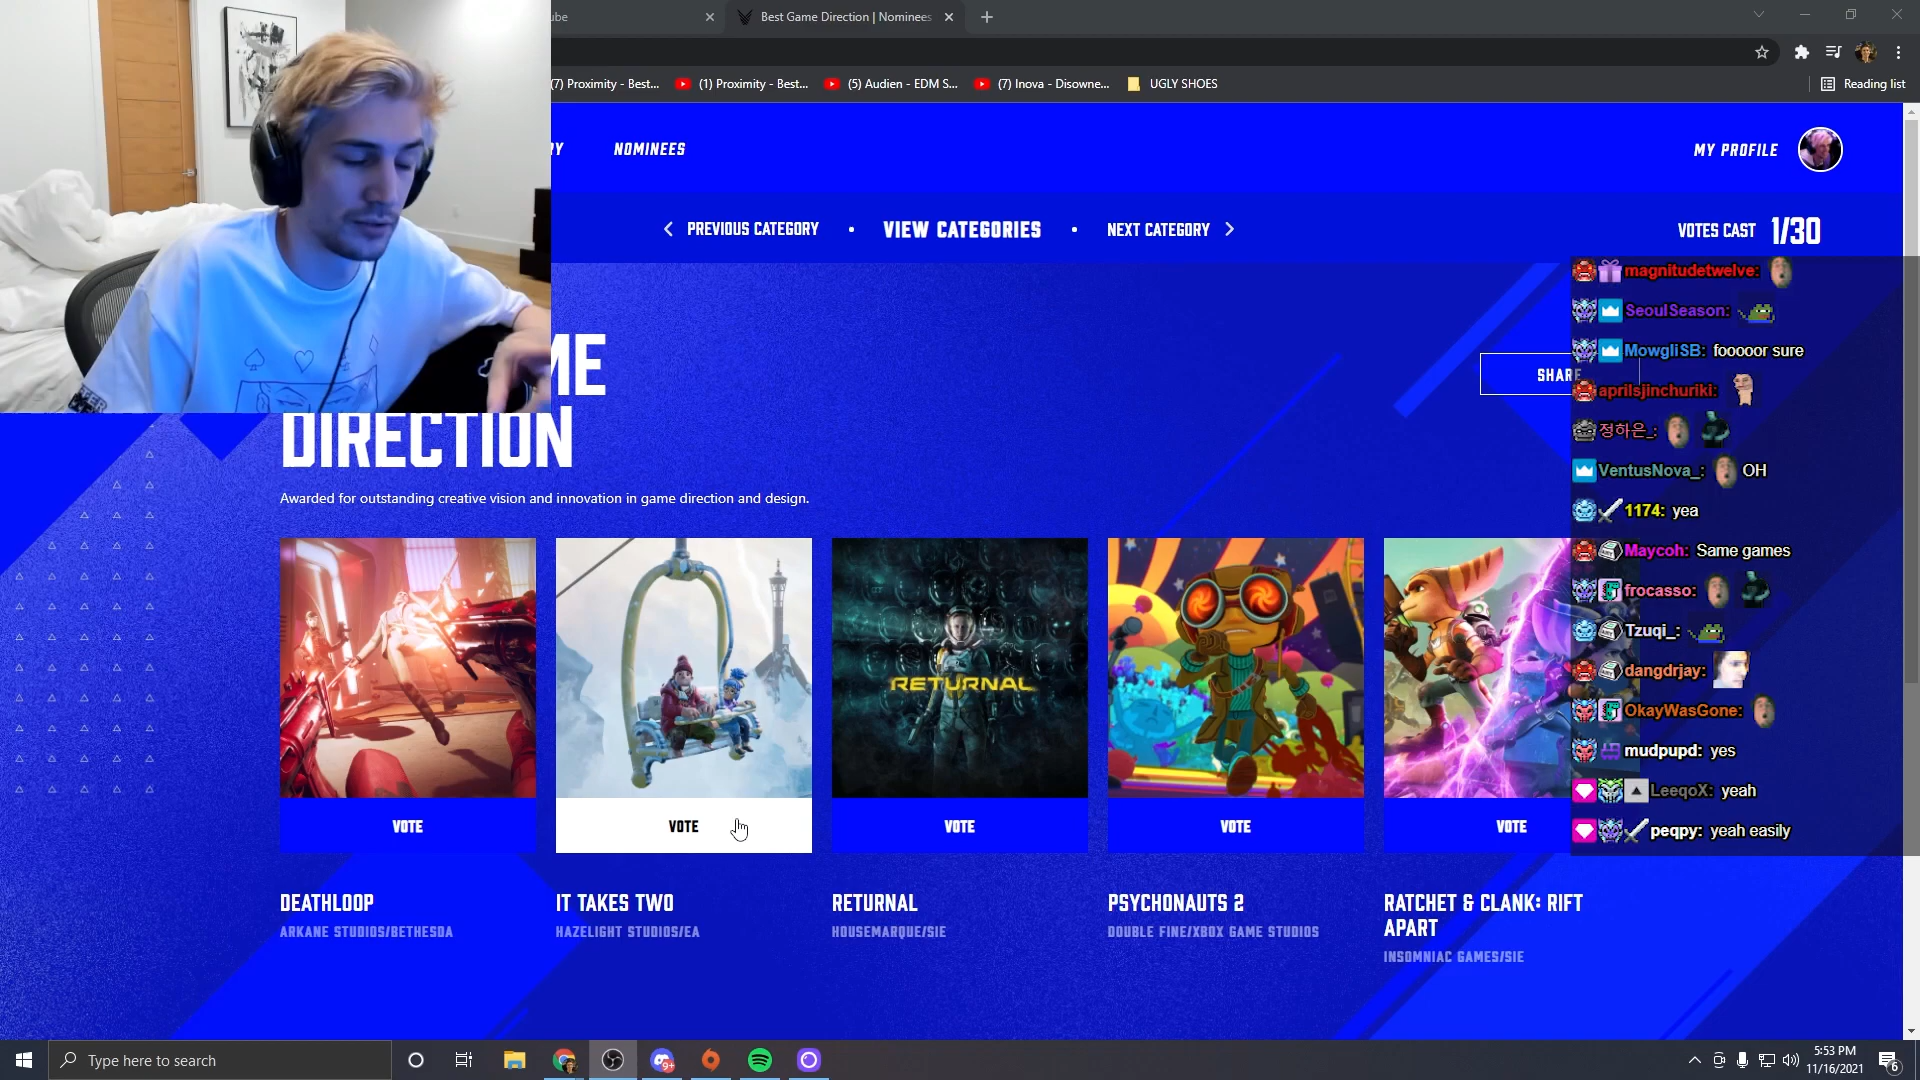 ube
Best Game Direction | Nominees
(7) Proximity - Best...
(1) Proximity - Best...
(5) Audien - EDM S...
(7) Inova - Disowne...
UGLY SHOES
Reading list
RY
NOMINEES
MY PROFILE
PREVIOUS CATEGORY
•
VIEW CATEGORIES
•
NEXT CATEGORY
VOTES CAST 1/30
ME
DIRECTION
SHARE
Awarded for outstanding creative vision and innovation in game direction and design.
magnitudetwelve:
SeoulSeason:
MowgliSB: fooooor sure
aprilsjinchuriki:
정하은_:
VentusNova_: OH
1174: yea
Maycoh: Same games
frocasso:
Tzuqi_:
dangdrjay:
OkayWasGone:
mudpupd: yes
LeeqoX: yeah
peqpy: yeah easily
RETURNAL
VOTE
VOTE
VOTE
VOTE
VOTE
DEATHLOOP
ARKANE STUDIOS/BETHESDA
IT TAKES TWO
HAZELIGHT STUDIOS/EA
RETURNAL
HOUSEMARQUE/SIE
PSYCHONAUTS 2
DOUBLE FINE/XBOX GAME STUDIOS
RATCHET & CLANK: RIFT
APART
INSOMNIAC GAMES/SIE
Type here to search
9+
5:53 PM
11/16/2021
6